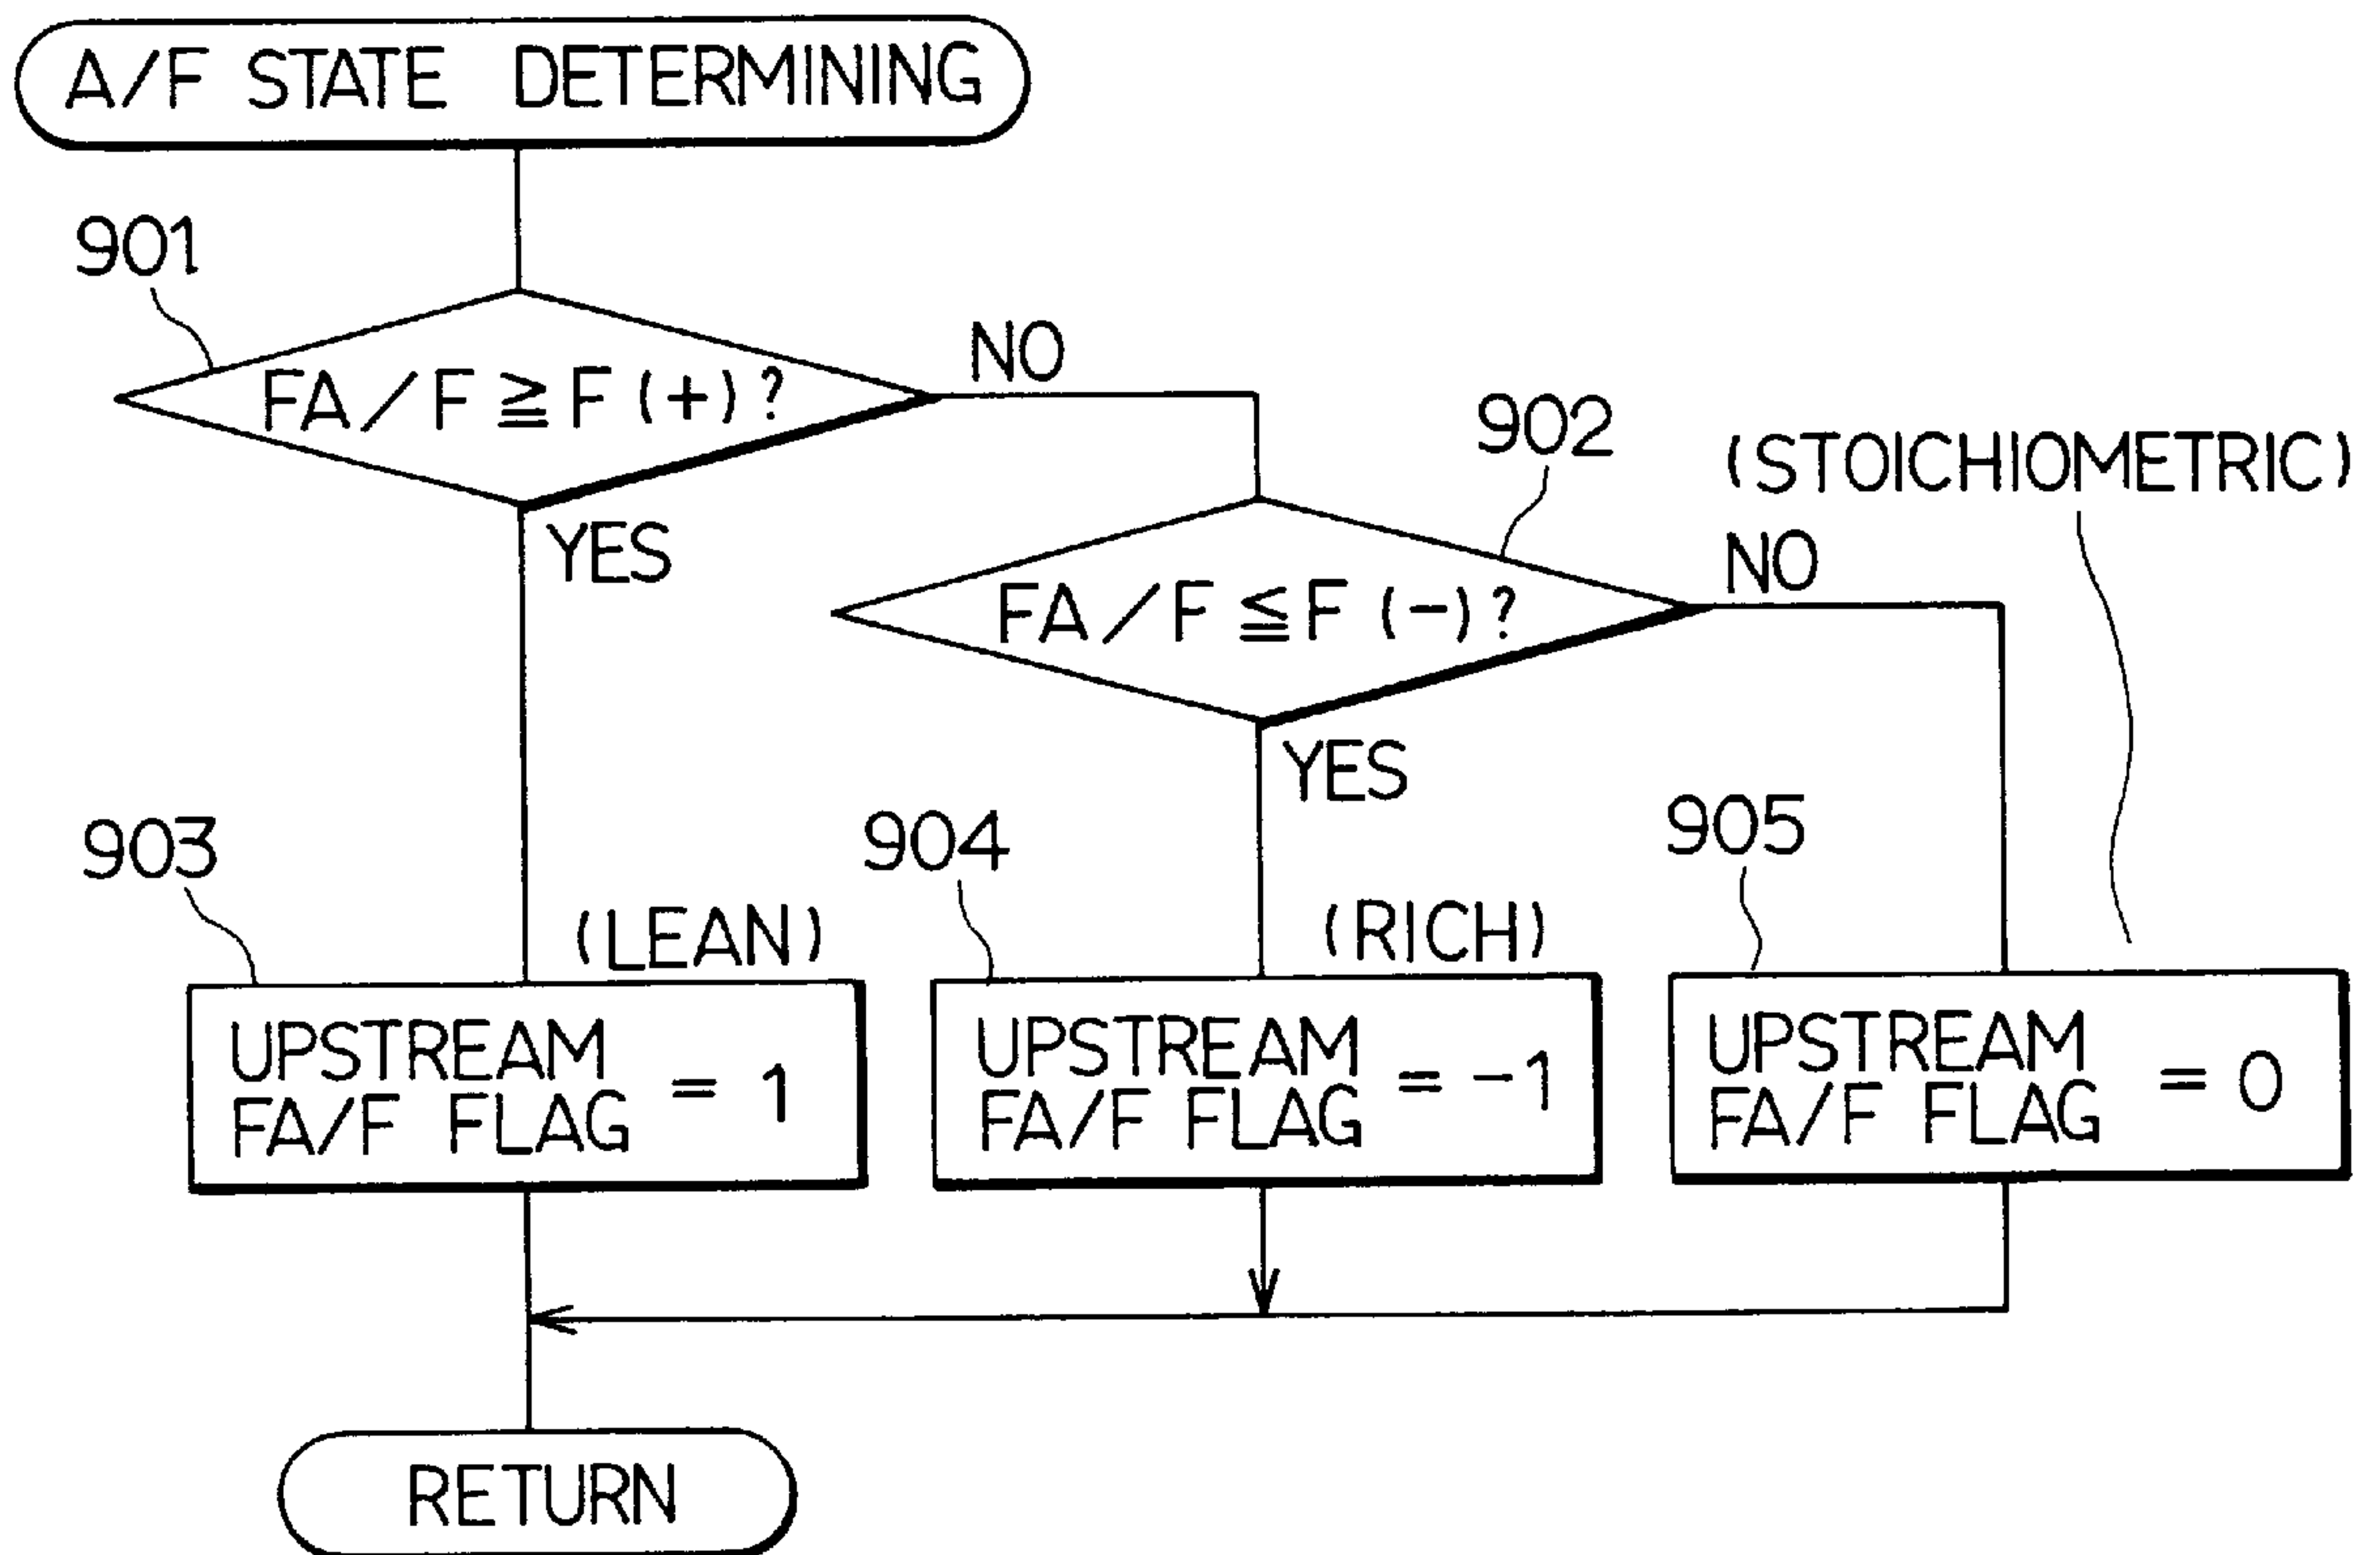 A/F STATE DETERMINING
901
FA/F ≧ F (+)?
NO
YES
902
(STOICHIOMETRIC)
NO
FA/F ≦ F (-)?
YES
903
(LEAN)
904
(RICH)
905
UPSTREAM
FA/F FLAG = 1
UPSTREAM
FA/F FLAG = -1
UPSTREAM
FA/F FLAG = 0
RETURN